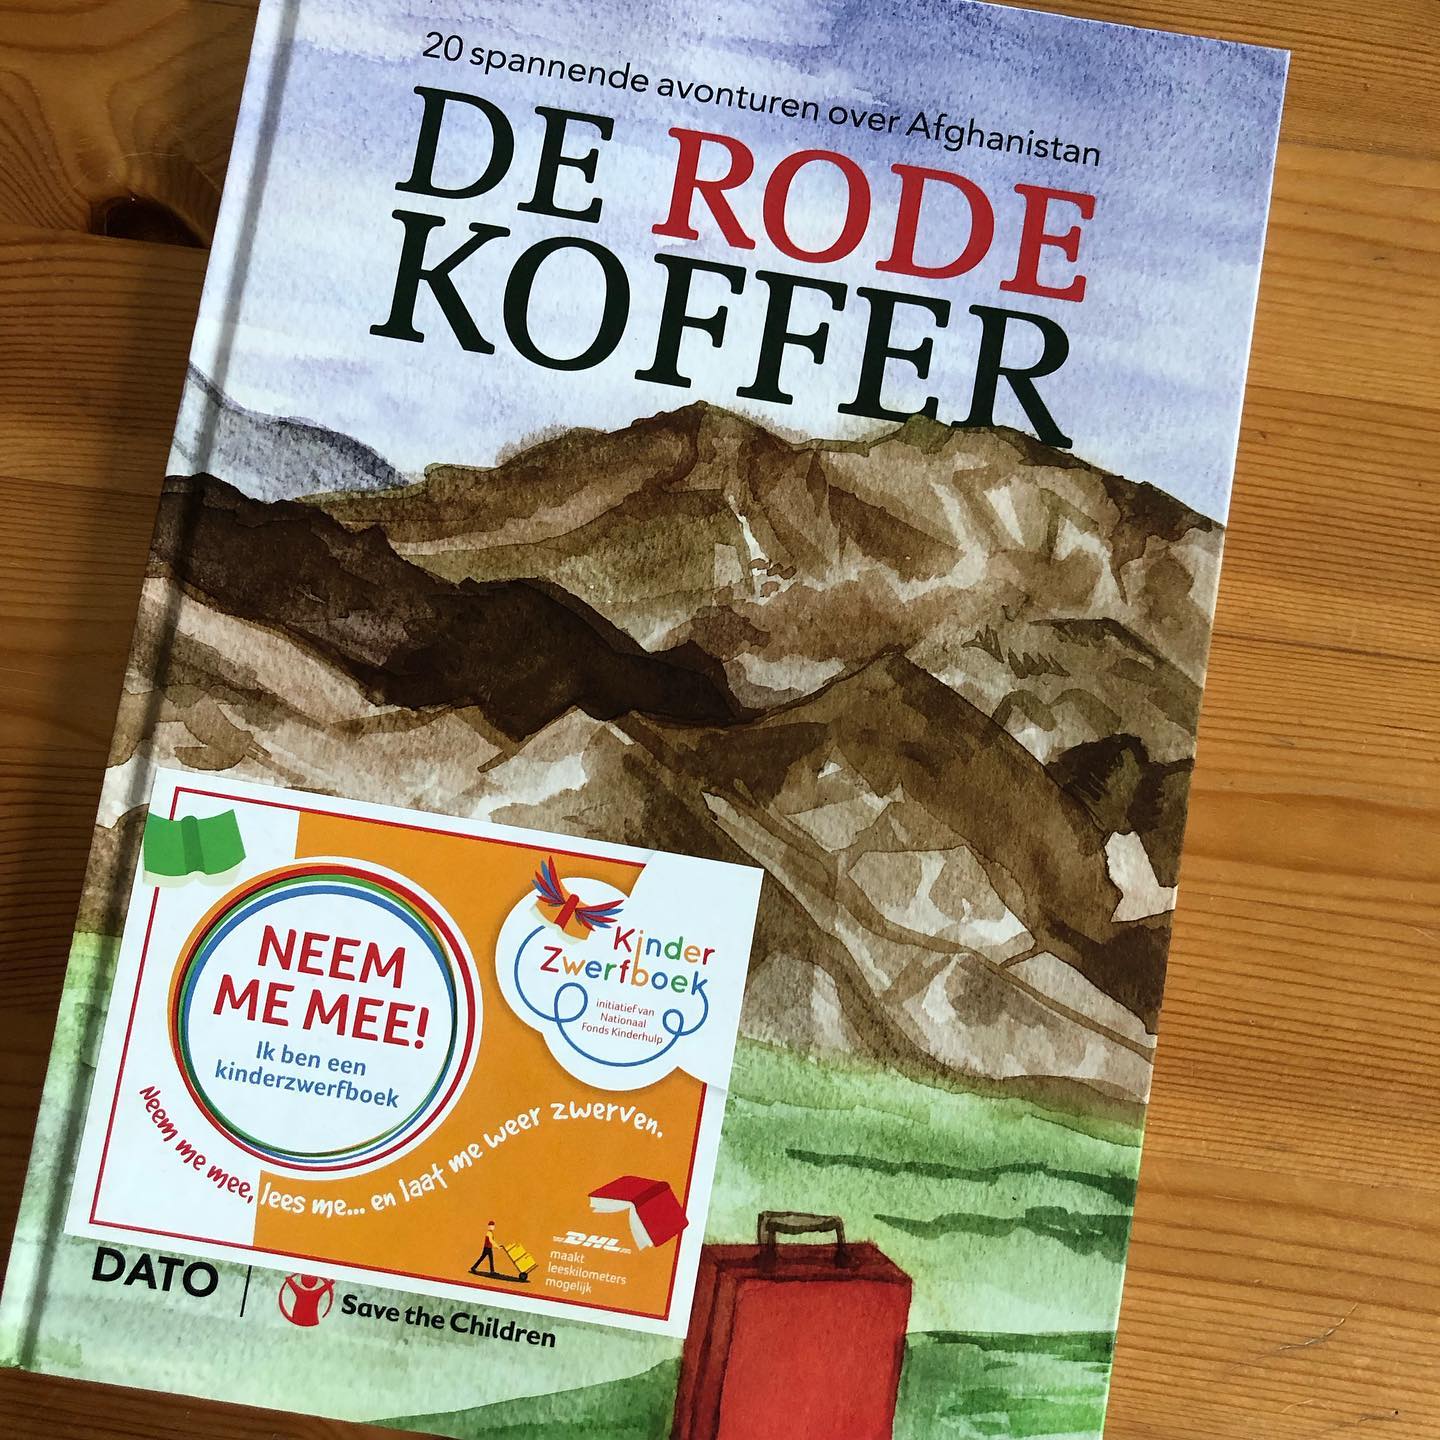 20 spannende avonturen over Afghanistan
DE RODE
KOFFER
NEEM
ME MEE!
Ik ben een
kinderzwerfboek
Kinder
Zwerfboek
initiatief van
Nationaal
Fonds Kinderhulp
Neem me mee, lees me... en laat me weer zwerven.
DHL
maakt
leeskilometers
mogelijk
DATO
Save the Children